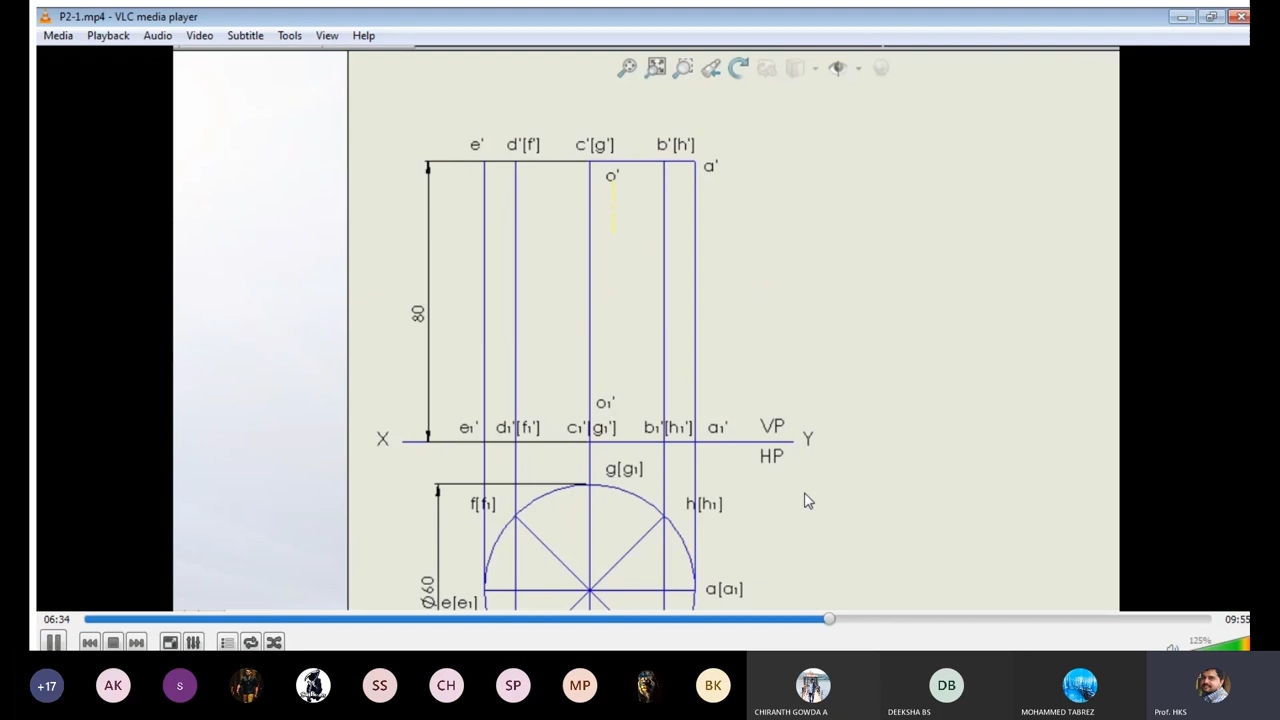 P2-1.mp4 - VLC media player
Media Playback Audio Video Subtitle Tools View Help
e' d'[f'] c'[g'] b'[h']
a'
o'
80
o₁'
e₁' d₁'[f₁'] c₁'[g₁'] b₁'[h₁'] a₁' VP
X Y
HP
g[g₁]
f[f₁] h[h₁]
a[a₁]
Ø60
e[e₁]
06:34 09:55
125%
+17 AK S SS CH SP MP BK DB
CHIRANTH GOWDA A DEEKSHA BS MOHAMMED TABREZ Prof. HKS